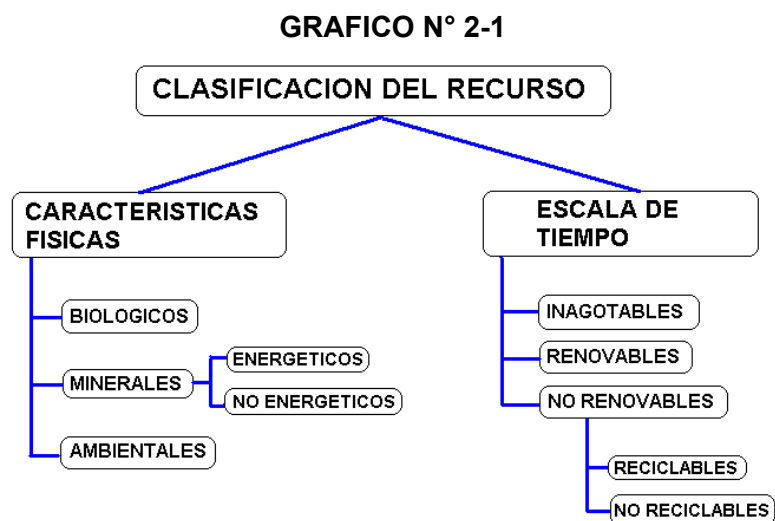 GRAFICO N° 2-1
CLASIFICACION DEL RECURSO
CARACTERISTICAS
FISICAS
BIOLOGICOS
MINERALES
ENERGETICOS
NO ENERGETICOS
AMBIENTALES
ESCALA DE
TIEMPO
INAGOTABLES
RENOVABLES
NO RENOVABLES
RECICLABLES
NO RECICLABLES